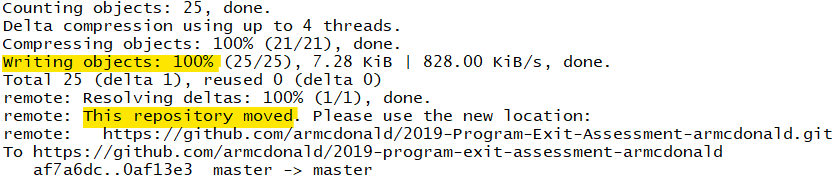 Counting objects: 25, done.
Delta compression using up to 4 threads.
Compressing objects: 100% (21/21), done.
Writing objects: 100% (25/25), 7.28 KiB | 828.00 KiB/s, done.
Total 25 (delta 1), reused 0 (delta 0)
remote: Resolving deltas: 100% (1/1), done.
remote: This repository moved. Please use the new location:
remote:   https://github.com/armcdonald/2019-Program-Exit-Assessment-armcdonald.git
To https://github.com/armcdonald/2019-program-exit-assessment-armcdonald
   af7a6dc..0af13e3  master -> master